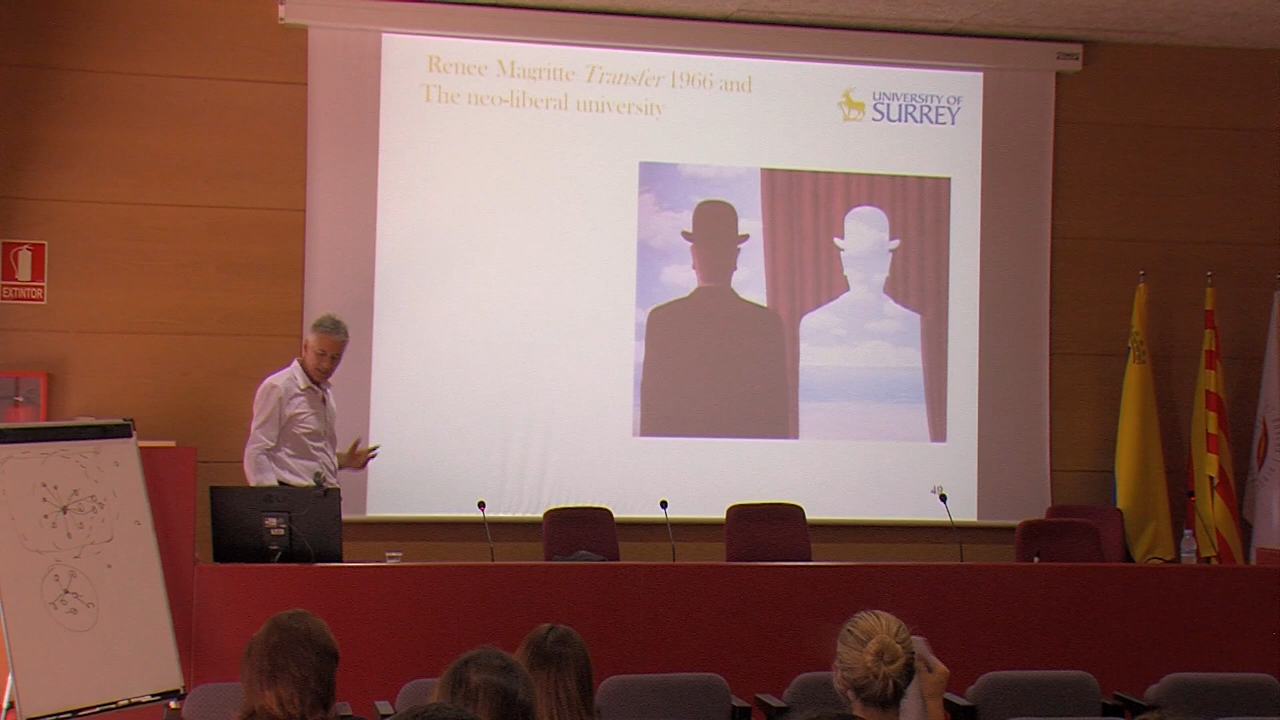 Renee Magritte Transfer 1966 and
The neo-liberal university
UNIVERSITY OF
SURREY
EXTINTOR
49